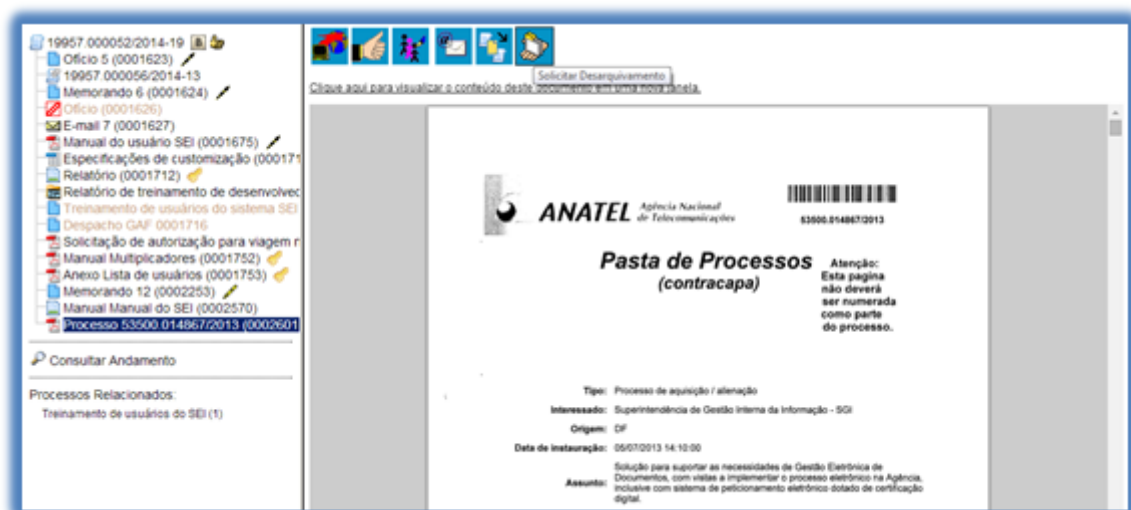 19957.000052/2014-19
Ofício 5 (0001623)
19957.000056/2014-13
Memorando 6 (0001624)
Ofício (0001626)
E-mail 7 (0001627)
Manual do usuário SEI (0001675)
Especificações de customização (000171
Relatório (0001712)
Relatório de treinamento de desenvolvec
Treinamento de usuários do sistema SEI
Despacho GAF 0001716
Solicitação de autorização para viagem r
Manual Multiplicadores (0001752)
Anexo Lista de usuários (0001753)
Memorando 12 (0002253)
Manual Manual do SEI (0002570)
Processo 53500.014867/2013 (0002601
Consultar Andamento
Processos Relacionados:
Treinamento de usuários do SEI (1)
Solicitar Desarquivamento
Clique aqui para visualizar o conteúdo deste documento em uma nova janela.
ANATEL Agência Nacional
de Telecomunicações
53500.014867/2013
Pasta de Processos
(contracapa)
Atenção:
Esta pagina
não deverá
ser numerada
como parte
do processo.
Tipo: Processo de aquisição / alienação
Interessado: Superintendência de Gestão Interna da Informação - SGI
Origem: DF
Data de instauração: 05/07/2013 14:10:00
Assunto: Solução para suportar as necessidades de Gestão Eletrônica de
Documentos, com vistas a implementar o processo eletrônico na Agência,
inclusive com sistema de peticionamento eletrônico dotado de certificação
digital.